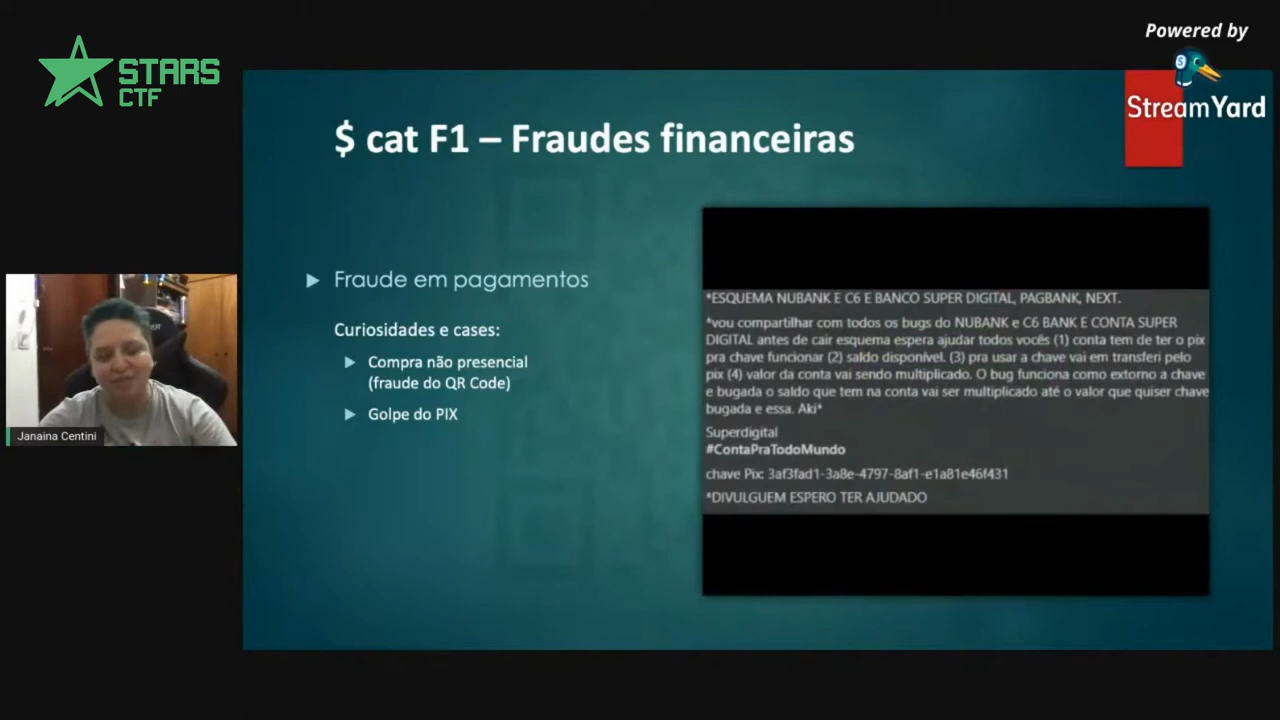 Powered by
StreamYard
STARS
CTF
$ cat F1 – Fraudes financeiras
Fraude em pagamentos
Curiosidades e cases:
Compra não presencial
(fraude do QR Code)
Golpe do PIX
*ESQUEMA NUBANK E C6 E BANCO SUPER DIGITAL, PAGBANK, NEXT.
*vou compartilhar com todos os bugs do NUBANK e C6 BANK E CONTA SUPER
DIGITAL antes de cair esquema espera ajudar todos vocês (1) conta tem de ter o pix
pra chave funcionar (2) saldo disponível. (3) pra usar a chave vai em transferi pelo
pix (4) valor da conta vai sendo multiplicado. O bug funciona como extorno a chave
e bugada o saldo que tem na conta vai ser multiplicado até o valor que quiser chave
bugada e essa. Aki*
Superdigital
#ContaPraTodoMundo
chave Pix: 3af3fad1-3a8e-4797-8af1-e1a81e46f431
*DIVULGUEM ESPERO TER AJUDADO
Janaina Centini